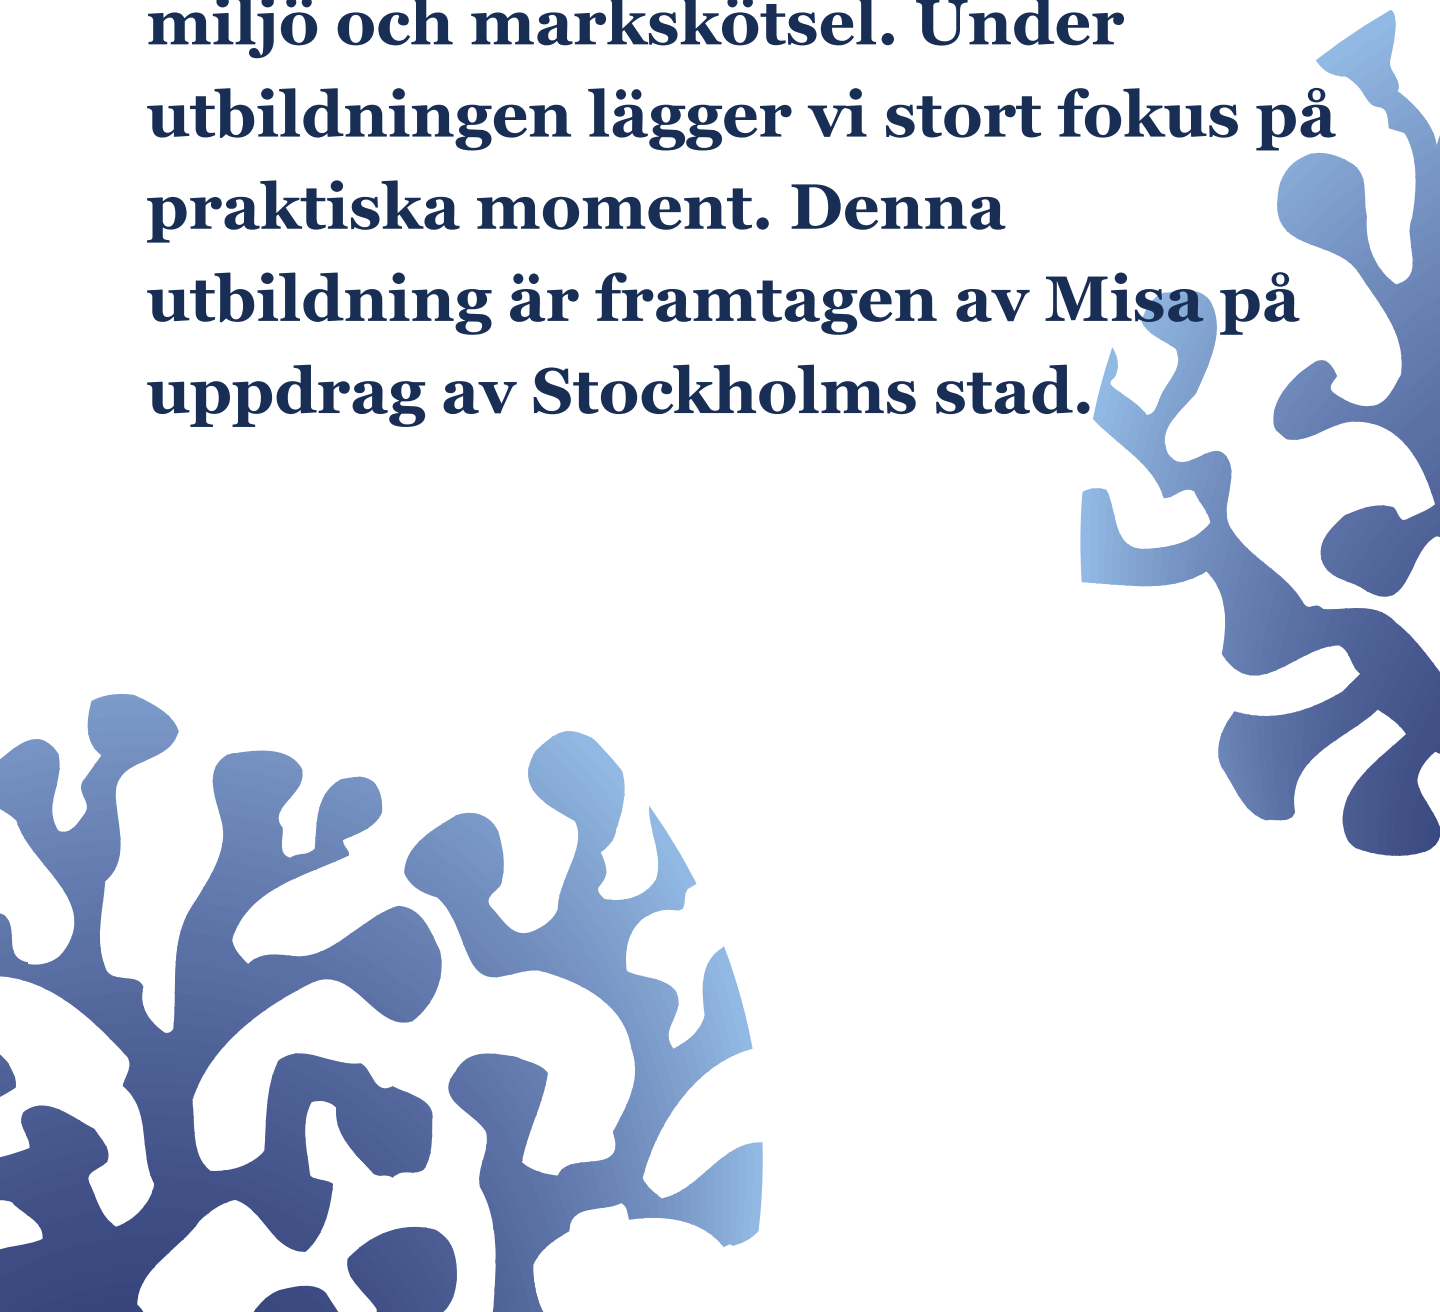 miljö och markskötsel. Under
utbildningen lägger vi stort fokus på
praktiska moment. Denna
utbildning är framtagen av Misa på
uppdrag av Stockholms stad.